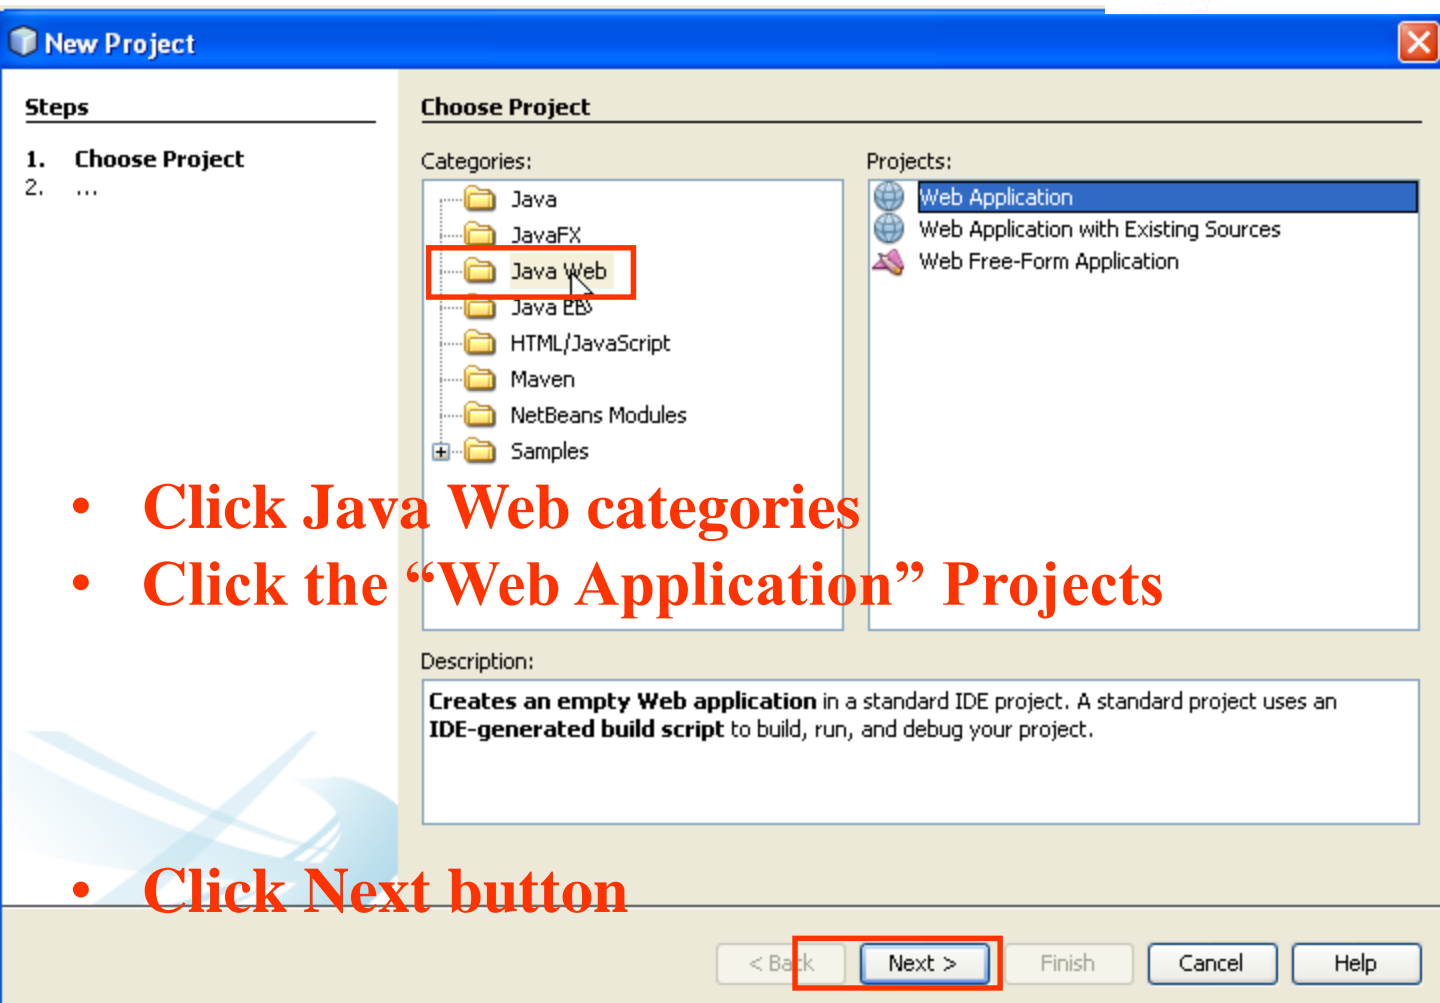 New Project
Steps
1. Choose Project
2. ...
Choose Project
Categories:
Java
JavaFX
Java Web
Java EE
HTML/JavaScript
Maven
NetBeans Modules
Samples
Projects:
Web Application
Web Application with Existing Sources
Web Free-Form Application
• Click Java Web categories
• Click the “Web Application” Projects
Description:
Creates an empty Web application in a standard IDE project. A standard project uses an
IDE-generated build script to build, run, and debug your project.
• Click Next button
< Back
Next >
Finish
Cancel
Help